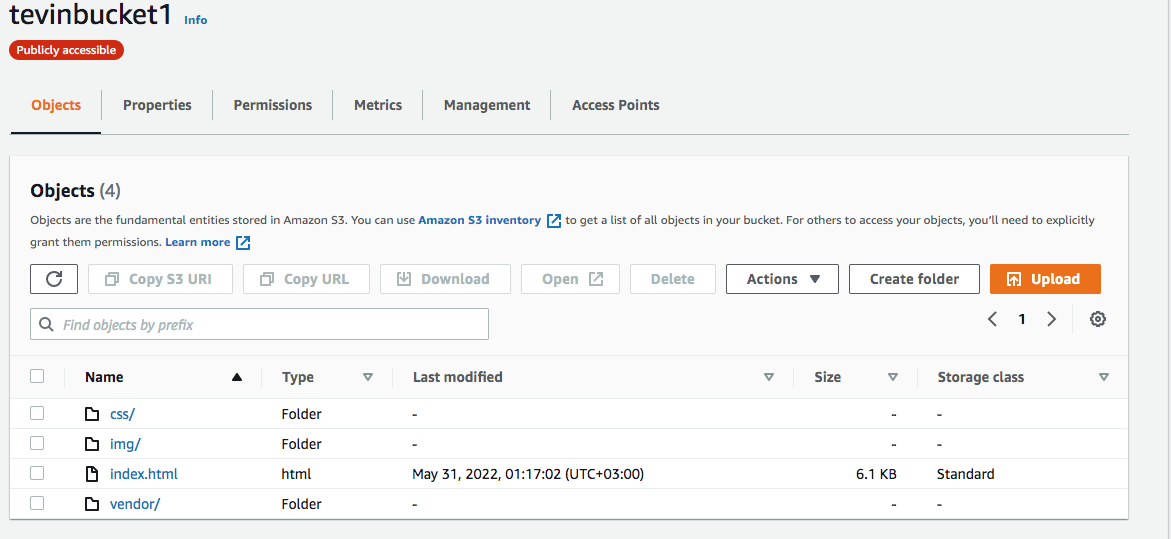 tevinbucket1 Info
Publicly accessible
Objects Properties Permissions Metrics Management Access Points
Objects (4)
Objects are the fundamental entities stored in Amazon S3. You can use Amazon S3 inventory to get a list of all objects in your bucket. For others to access your objects, you'll need to explicitly
grant them permissions. Learn more
Copy S3 URI Copy URL Download Open Delete Actions Create folder Upload
Find objects by prefix 1
Name Type Last modified Size Storage class
css/ Folder - - -
img/ Folder - - -
index.html html May 31, 2022, 01:17:02 (UTC+03:00) 6.1 KB Standard
vendor/ Folder - - -